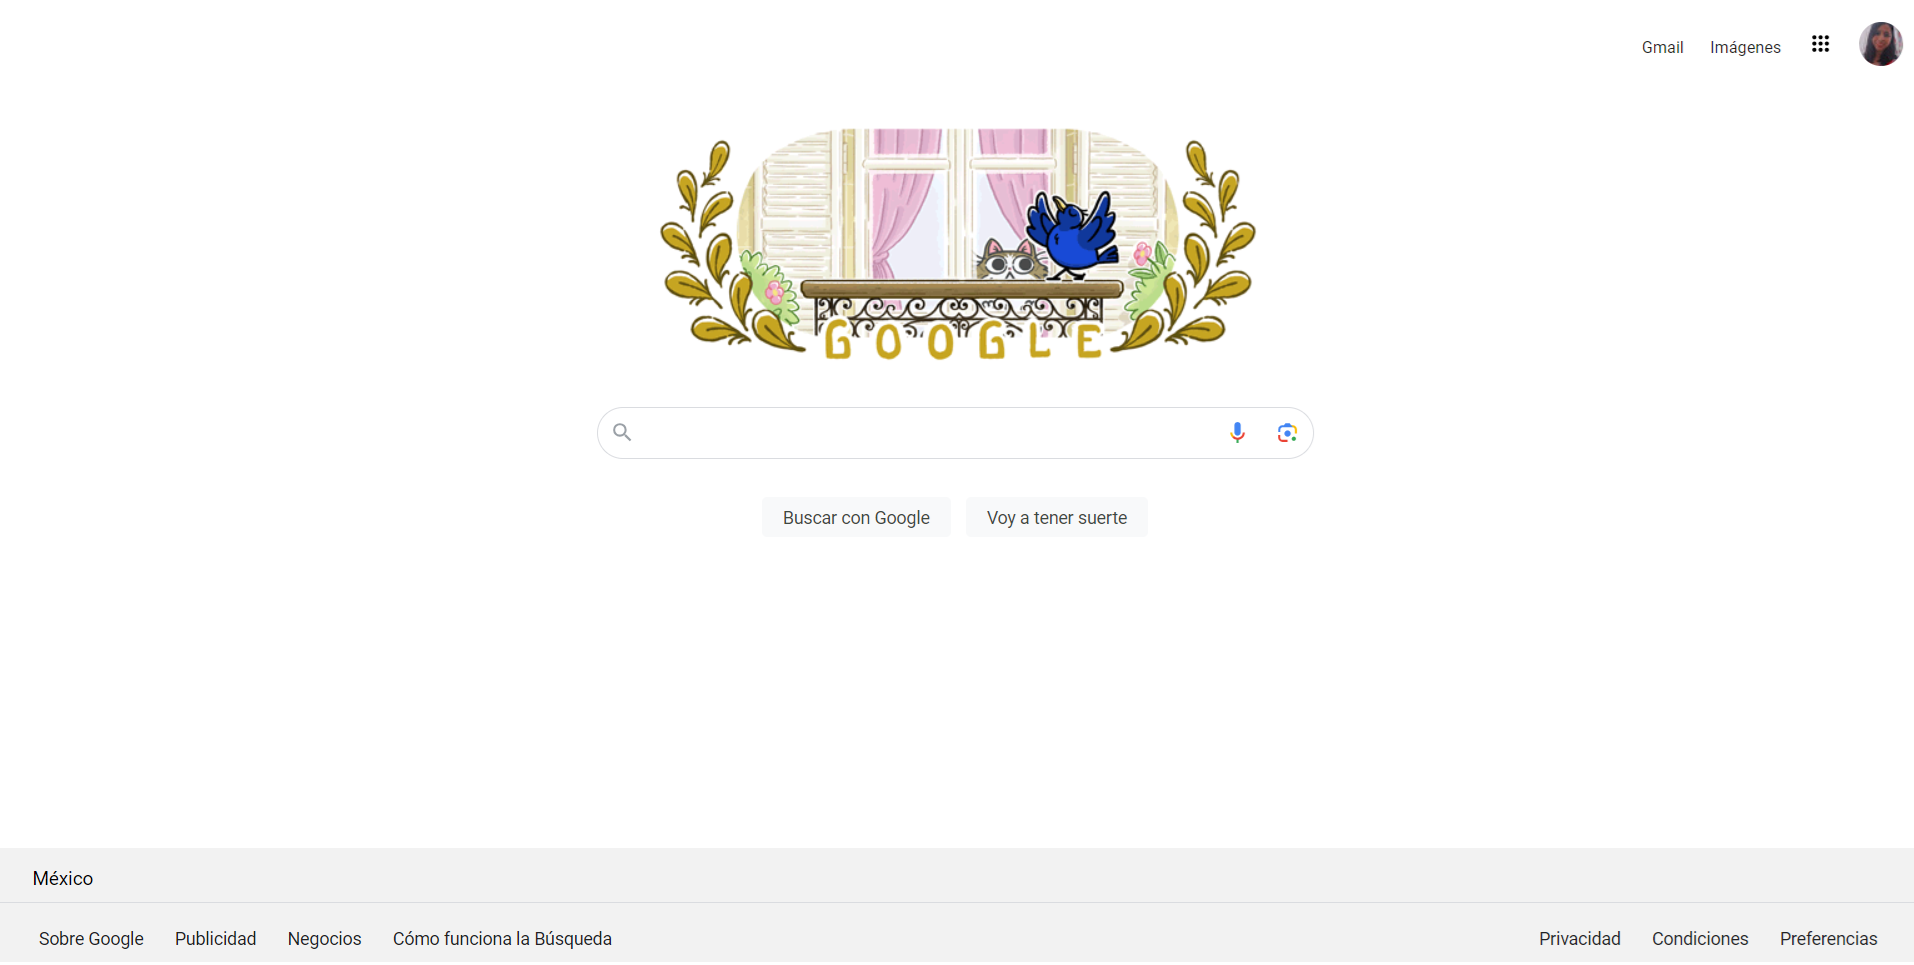 Gmail Imágenes
GOOGLE
Buscar con Google Voy a tener suerte
México
Sobre Google Publicidad Negocios Cómo funciona la Búsqueda Privacidad Condiciones Preferencias